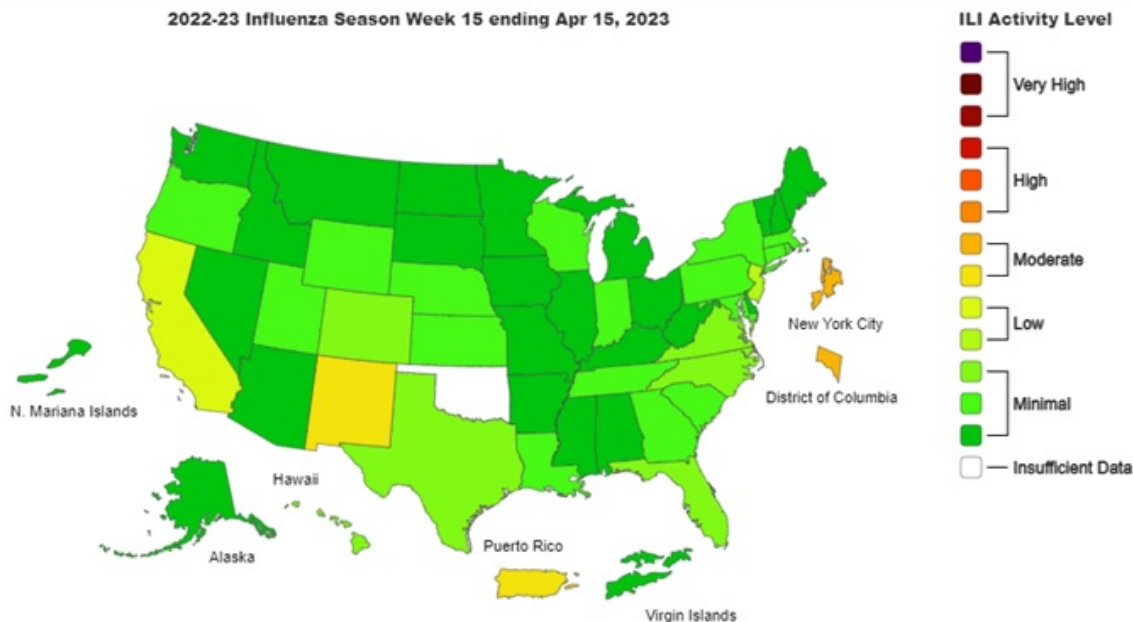 2022-23 Influenza Season Week 15 ending Apr 15, 2023
ILI Activity Level
Very High
High
Moderate
Low
Minimal
Insufficient Data
New York City
District of Columbia
N. Mariana Islands
Hawaii
Alaska
Puerto Rico
Virgin Islands